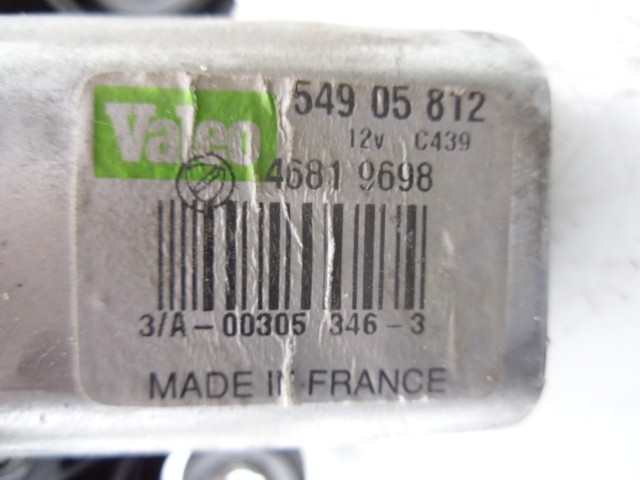 Valeo 549 05 812
12v C439
4681 9698
3/A-00305 346-3
MADE IN FRANCE